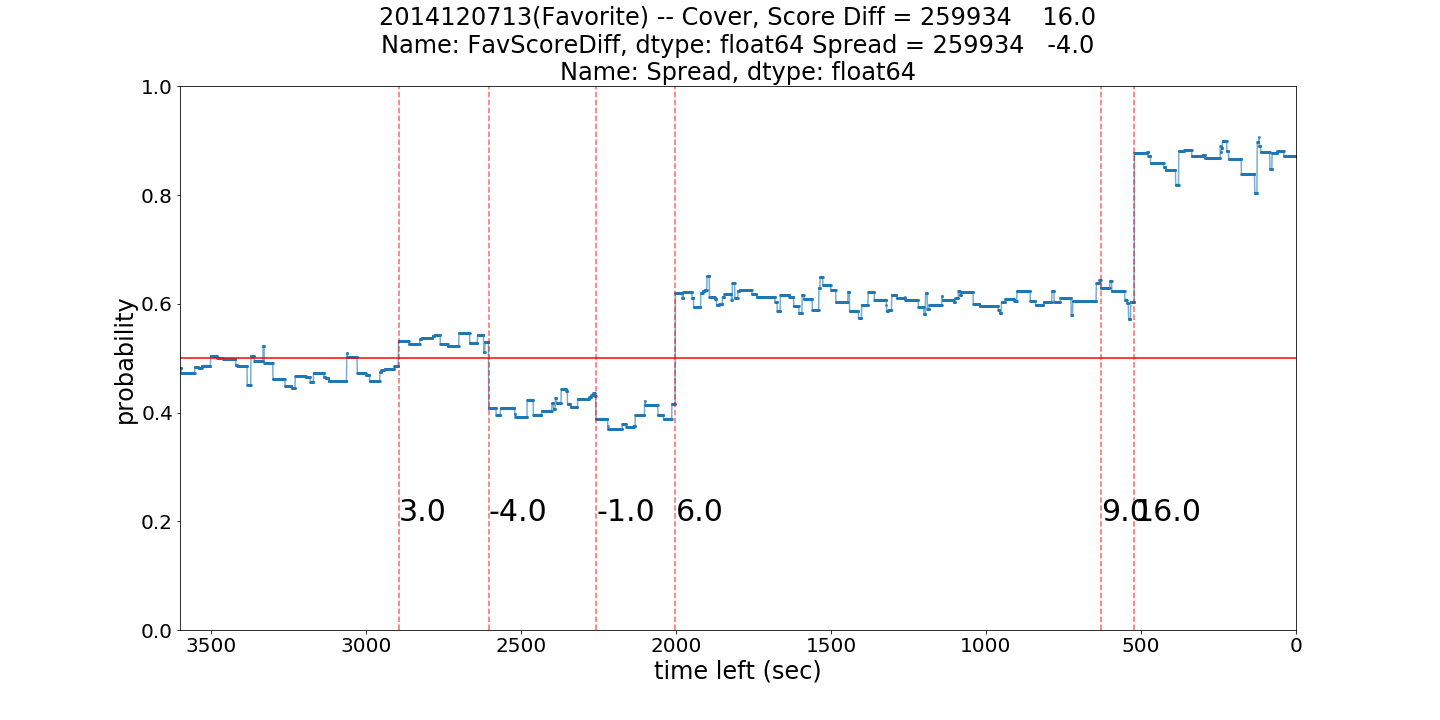 2014120713(Favorite) -- Cover, Score Diff = 259934    16.0
Name: FavScoreDiff, dtype: float64 Spread = 259934   -4.0
Name: Spread, dtype: float64
1.0
0.8
0.6
0.4
0.2
0.0
probability
3.0
-4.0
-1.0
6.0
9.0
16.0
3500 3000 2500 2000 1500 1000 500 0
time left (sec)